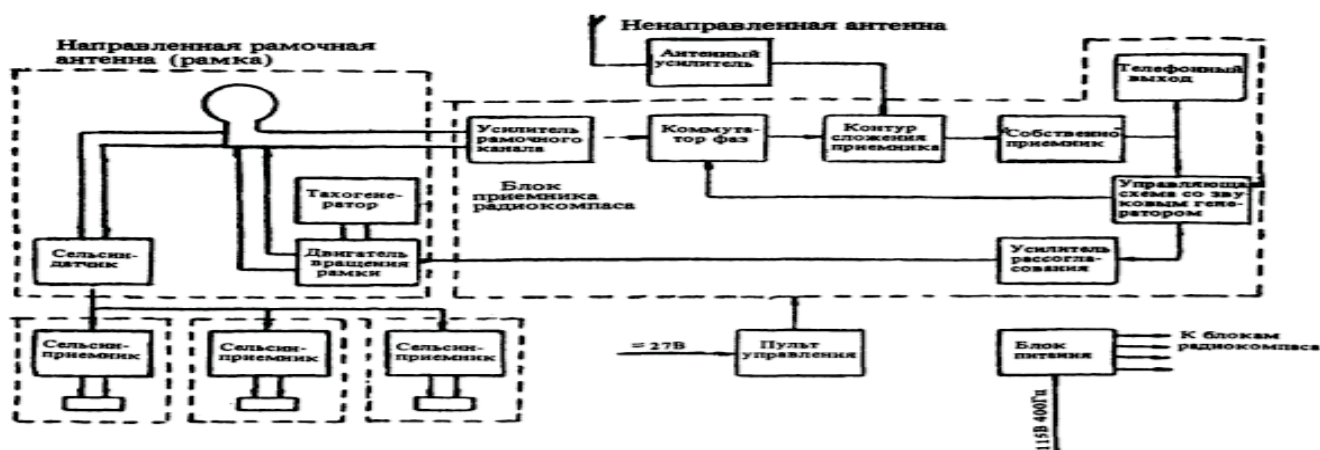 Ненаправленная антенна
Направленная рамочная
антенна (рамка)
Антенный
усилитель
Телефонный
выход
Усилитель
рамочного
канала
Коммута-
тор фаз
Контур
сложения
приемника
Собственно
приемник
Блок
приемника
радиокомпаса
Тахогене-
ратор
Управляющая
схема со зву
ковым гене-
ратором
Сельсин-
датчик
Двигатель
вращения
рамки
Усилитель
рассогла-
сования
Сельсин-
приемник
Сельсин-
приемник
Сельсин-
приемник
= 27В
Пульт
управления
Блок
питания
К блокам
радиокомпаса
115В 400Гц